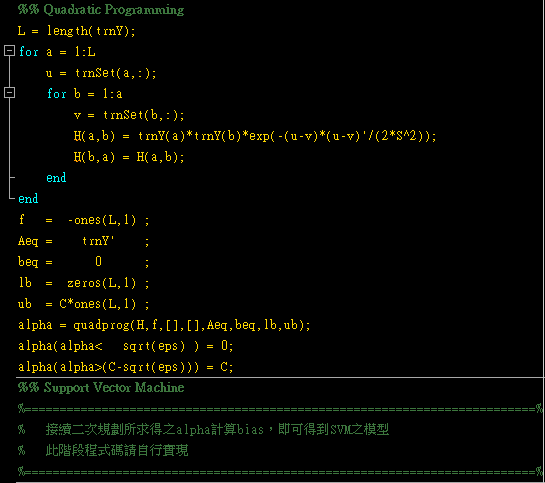 %% Quadratic Programming
L = length(trnY);
for a = 1:L
u = trnSet(a,:);
for b = 1:a
v = trnSet(b,:);
H(a,b) = trnY(a)*trnY(b)*exp(-(u-v)*(u-v)'/(2*S^2));
H(b,a) = H(a,b);
end
end
f = -ones(L,1) ;
Aeq = trnY' ;
beq = 0 ;
lb = zeros(L,1) ;
ub = C*ones(L,1) ;
alpha = quadprog(H,f,[],[],Aeq,beq,lb,ub);
alpha(alpha< sqrt(eps) ) = 0;
alpha(alpha>(C-sqrt(eps))) = C;
%% Support Vector Machine
%=========================================================%
% 接續二次規劃所求得之alpha計算bias，即可得到SVM之模型
% 此階段程式碼請自行實現
%=========================================================%